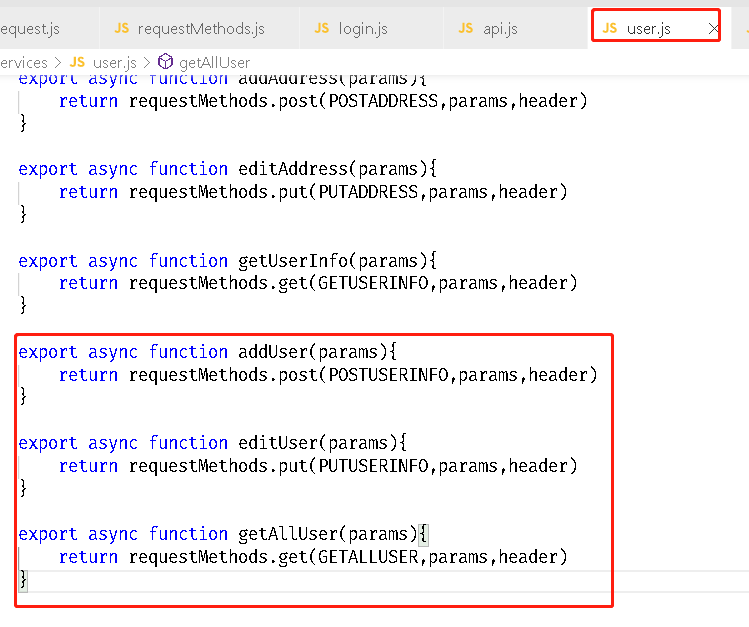 equest.js
JS requestMethods.js
JS login.js
JS api.js
JS user.js
ervices > JS user.js > getAllUser
export async function addAddress(params){
return requestMethods.post(POSTADDRESS,params,header)
}
export async function editAddress(params){
return requestMethods.put(PUTADDRESS,params,header)
}
export async function getUserInfo(params){
return requestMethods.get(GETUSERINFO,params,header)
}
export async function addUser(params){
return requestMethods.post(POSTUSERINFO,params,header)
}
export async function editUser(params){
return requestMethods.put(PUTUSERINFO,params,header)
}
export async function getAllUser(params){
return requestMethods.get(GETALLUSER,params,header)
}